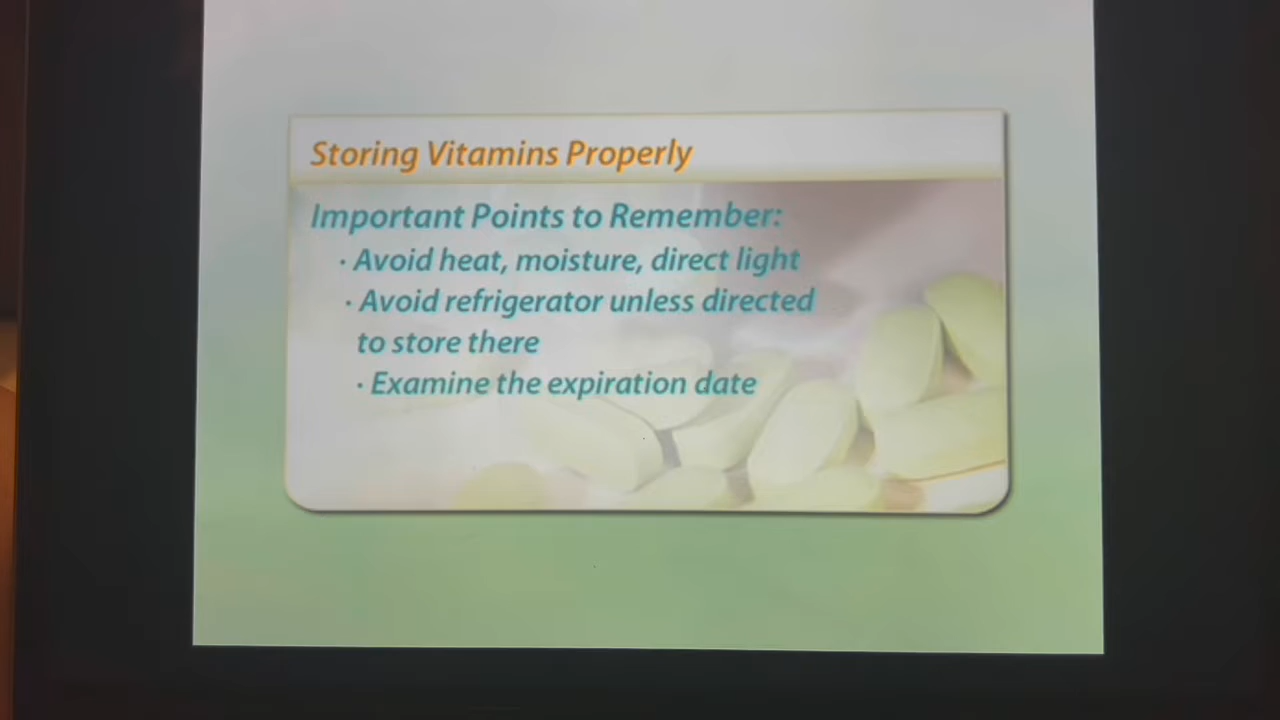 Storing Vitamins Properly
Important Points to Remember:
· Avoid heat, moisture, direct light
· Avoid refrigerator unless directed
to store there
· Examine the expiration date